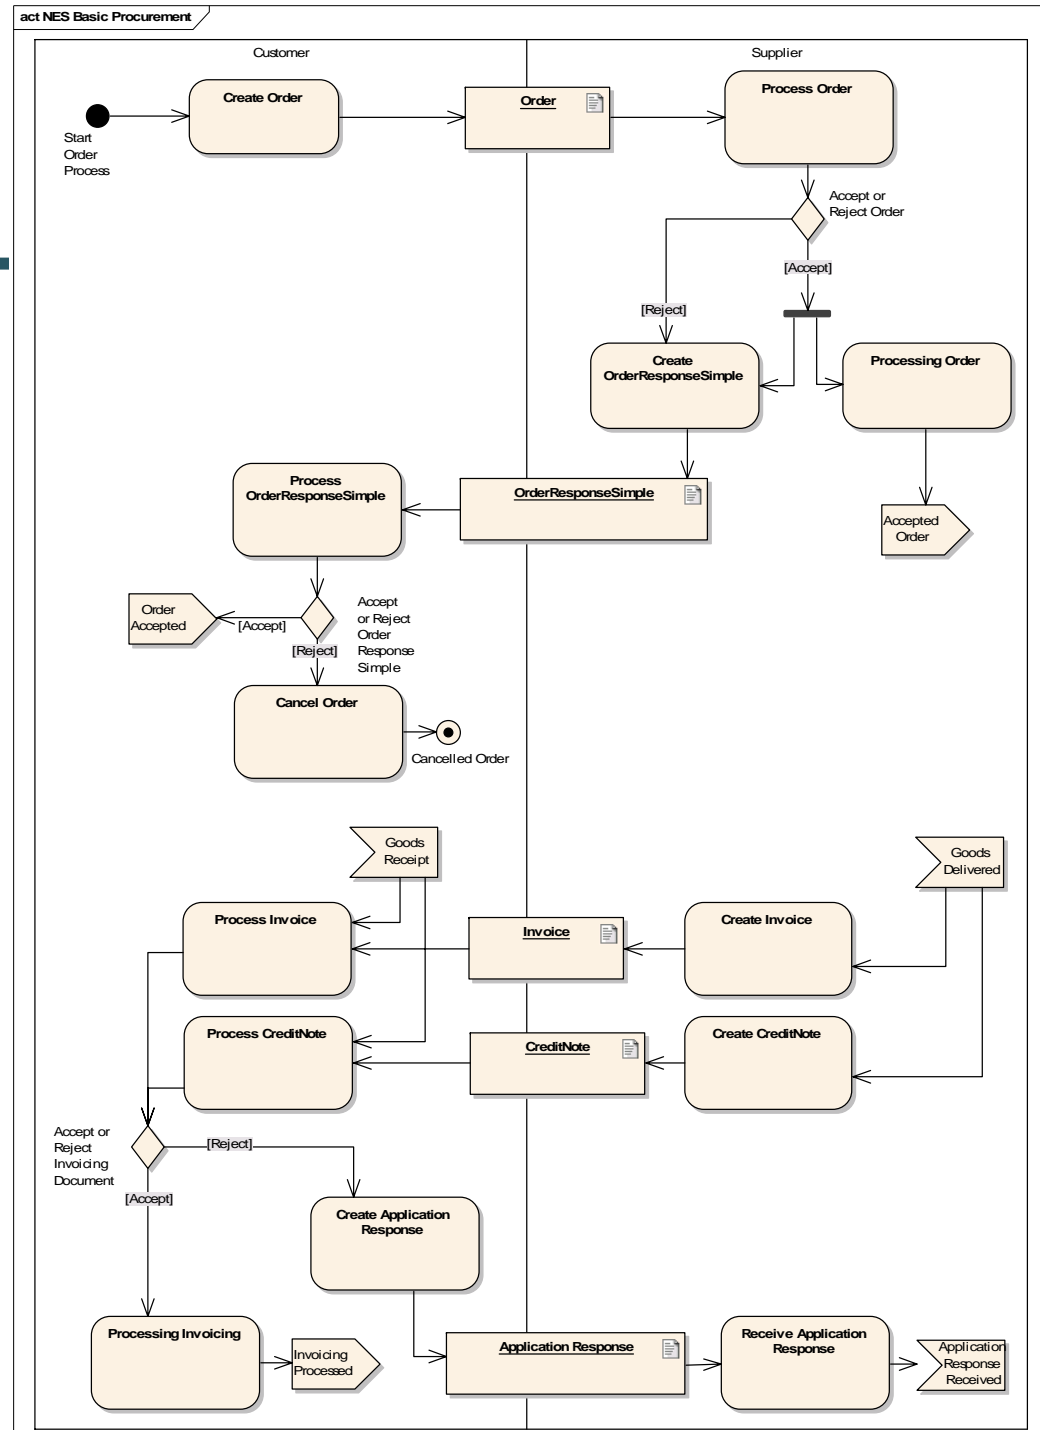 act NES Basic Procurement
Customer
Supplier
Create Order
Order
Process Order
Start
Order
Process
Accept or
Reject Order
[Accept]
[Reject]
Create
OrderResponseSimple
Processing Order
Process
OrderResponseSimple
OrderResponseSimple
Accepted
Order
Order
Accepted
[Accept]
Accept
or Reject
Order
Response
Simple
[Reject]
Cancel Order
Cancelled Order
Goods
Receipt
Goods
Delivered
Process Invoice
Invoice
Create Invoice
Process CreditNote
CreditNote
Create CreditNote
Accept or
Reject
Invoicing
Document
[Reject]
[Accept]
Create Application
Response
Processing Invoicing
Invoicing
Processed
Application Response
Receive Application
Response
Application
Response
Received